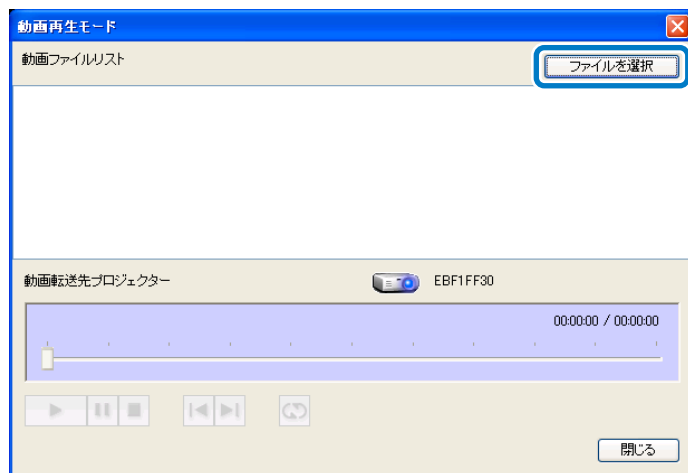 動画再生モード
動画ファイルリスト
ファイルを選択
動画転送先プロジェクター
EBF1FF30
00:00:00 / 00:00:00
閉じる